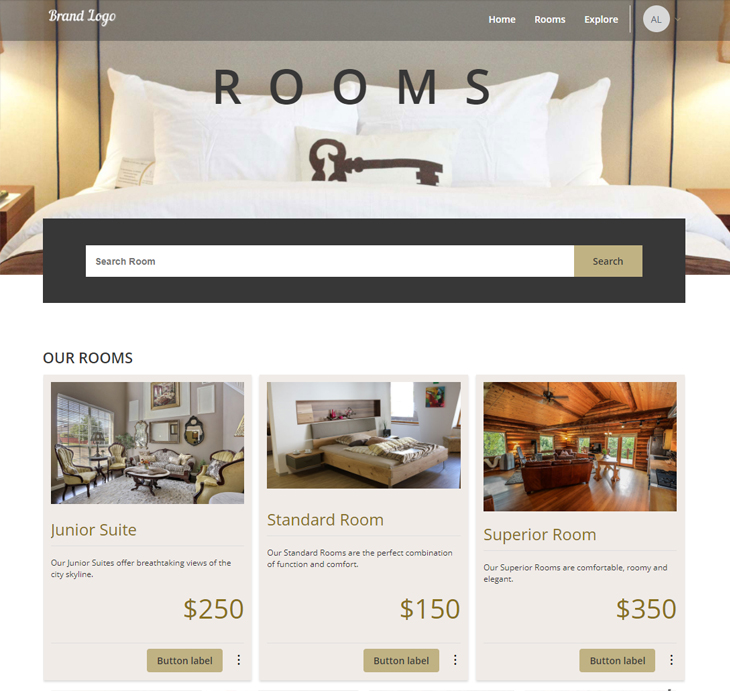 Brand Logo
Home Rooms Explore AL
ROOMS
Search Room Search
OUR ROOMS
Junior Suite
Our Junior Suites offer breathtaking views of the
city skyline.
$250
Button label
Standard Room
Our Standard Rooms are the perfect combination
of function and comfort.
$150
Button label
Superior Room
Our Superior Rooms are comfortable, roomy and
elegant.
$350
Button label